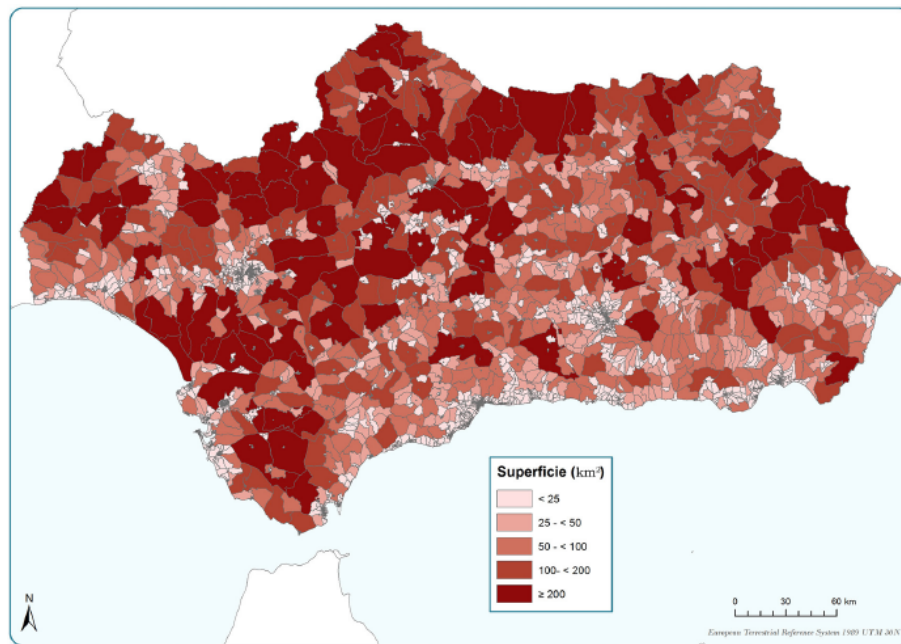 Superficie (km²)
< 25
25 - < 50
50 - < 100
100- < 200
≥ 200
N
0 30 60 km
European Terrestrial Reference System 1989 UTM 30N